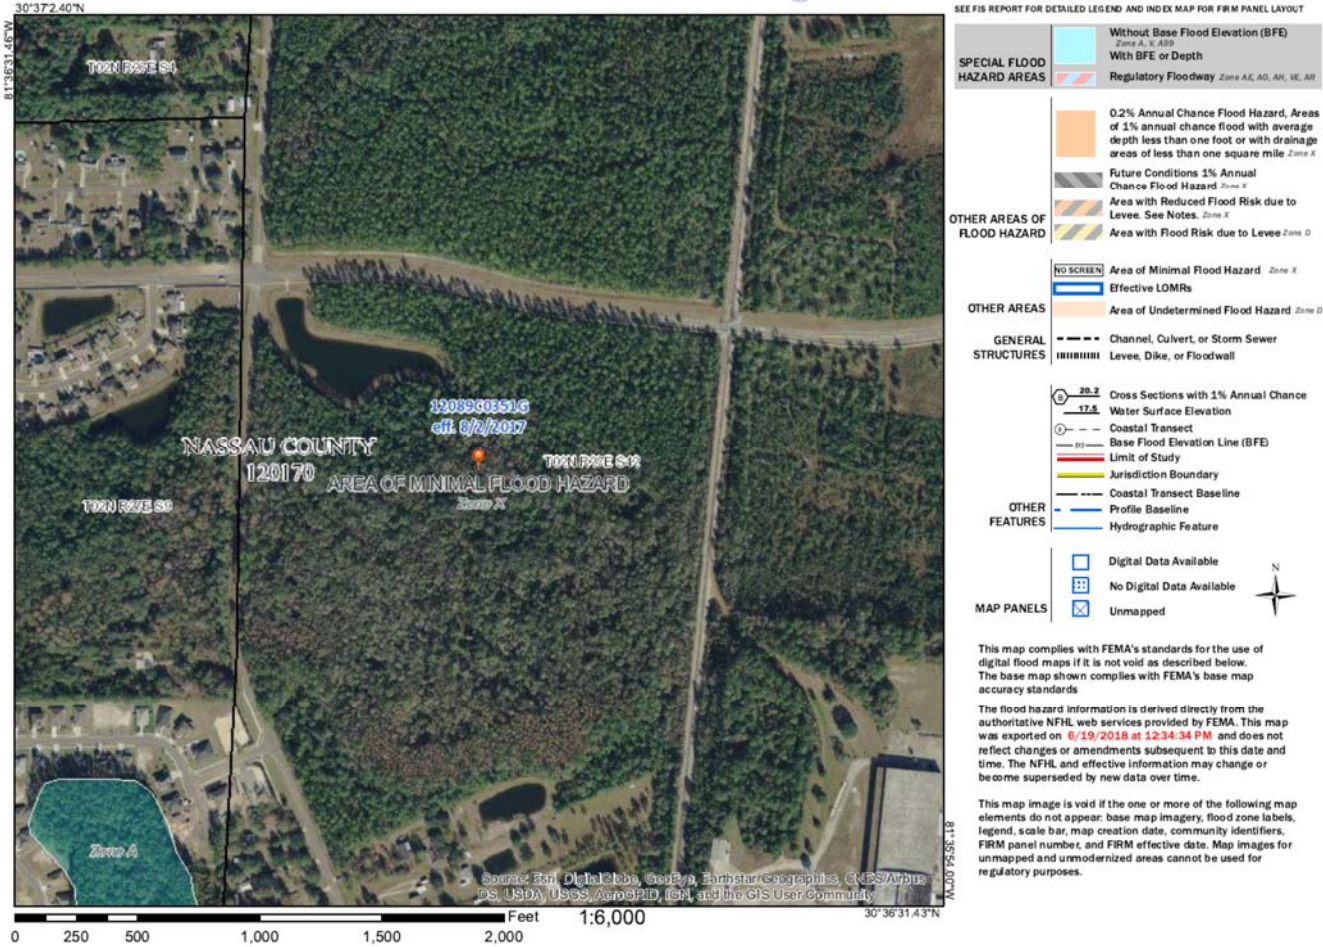 30°37'2.40"N
81°36'31.46"W
T02N R27E S4
12089C0351G
eff. 8/2/2017
NASSAU COUNTY
120170
T02N R27E S42
AREA OF MINIMAL FLOOD HAZARD
Zone X
T02N R27E S9
Zone A
Source: Esri, DigitalGlobe, GeoEye, Earthstar Geographics, CNES/Airbus
DS, USDA, USGS, AeroGRID, IGN, and the GIS User Community
81°35'54.00"W
30°36'31.43"N
Feet
1:6,000
0 250 500 1,000 1,500 2,000
SEE FIS REPORT FOR DETAILED LEGEND AND INDEX MAP FOR FIRM PANEL LAYOUT
SPECIAL FLOOD
HAZARD AREAS
Without Base Flood Elevation (BFE)
Zone A, V, A99
With BFE or Depth
Regulatory Floodway Zone AE, AO, AH, VE, AR
OTHER AREAS OF
FLOOD HAZARD
0.2% Annual Chance Flood Hazard, Areas
of 1% annual chance flood with average
depth less than one foot or with drainage
areas of less than one square mile Zone X
Future Conditions 1% Annual
Chance Flood Hazard Zone X
Area with Reduced Flood Risk due to
Levee. See Notes. Zone X
Area with Flood Risk due to Levee Zone D
OTHER AREAS
NO SCREEN Area of Minimal Flood Hazard Zone X
Effective LOMRs
Area of Undetermined Flood Hazard Zone D
GENERAL
STRUCTURES
Channel, Culvert, or Storm Sewer
Levee, Dike, or Floodwall
B 20.2 Cross Sections with 1% Annual Chance
17.5 Water Surface Elevation
8 Coastal Transect
513 Base Flood Elevation Line (BFE)
Limit of Study
Jurisdiction Boundary
Coastal Transect Baseline
OTHER
FEATURES
Profile Baseline
Hydrographic Feature
MAP PANELS
Digital Data Available
No Digital Data Available
Unmapped
N
This map complies with FEMA's standards for the use of
digital flood maps if it is not void as described below.
The base map shown complies with FEMA's base map
accuracy standards
The flood hazard information is derived directly from the
authoritative NFHL web services provided by FEMA. This map
was exported on 6/19/2018 at 12:34:34 PM and does not
reflect changes or amendments subsequent to this date and
time. The NFHL and effective information may change or
become superseded by new data over time.
This map image is void if the one or more of the following map
elements do not appear: base map imagery, flood zone labels,
legend, scale bar, map creation date, community identifiers,
FIRM panel number, and FIRM effective date. Map images for
unmapped and unmodernized areas cannot be used for
regulatory purposes.